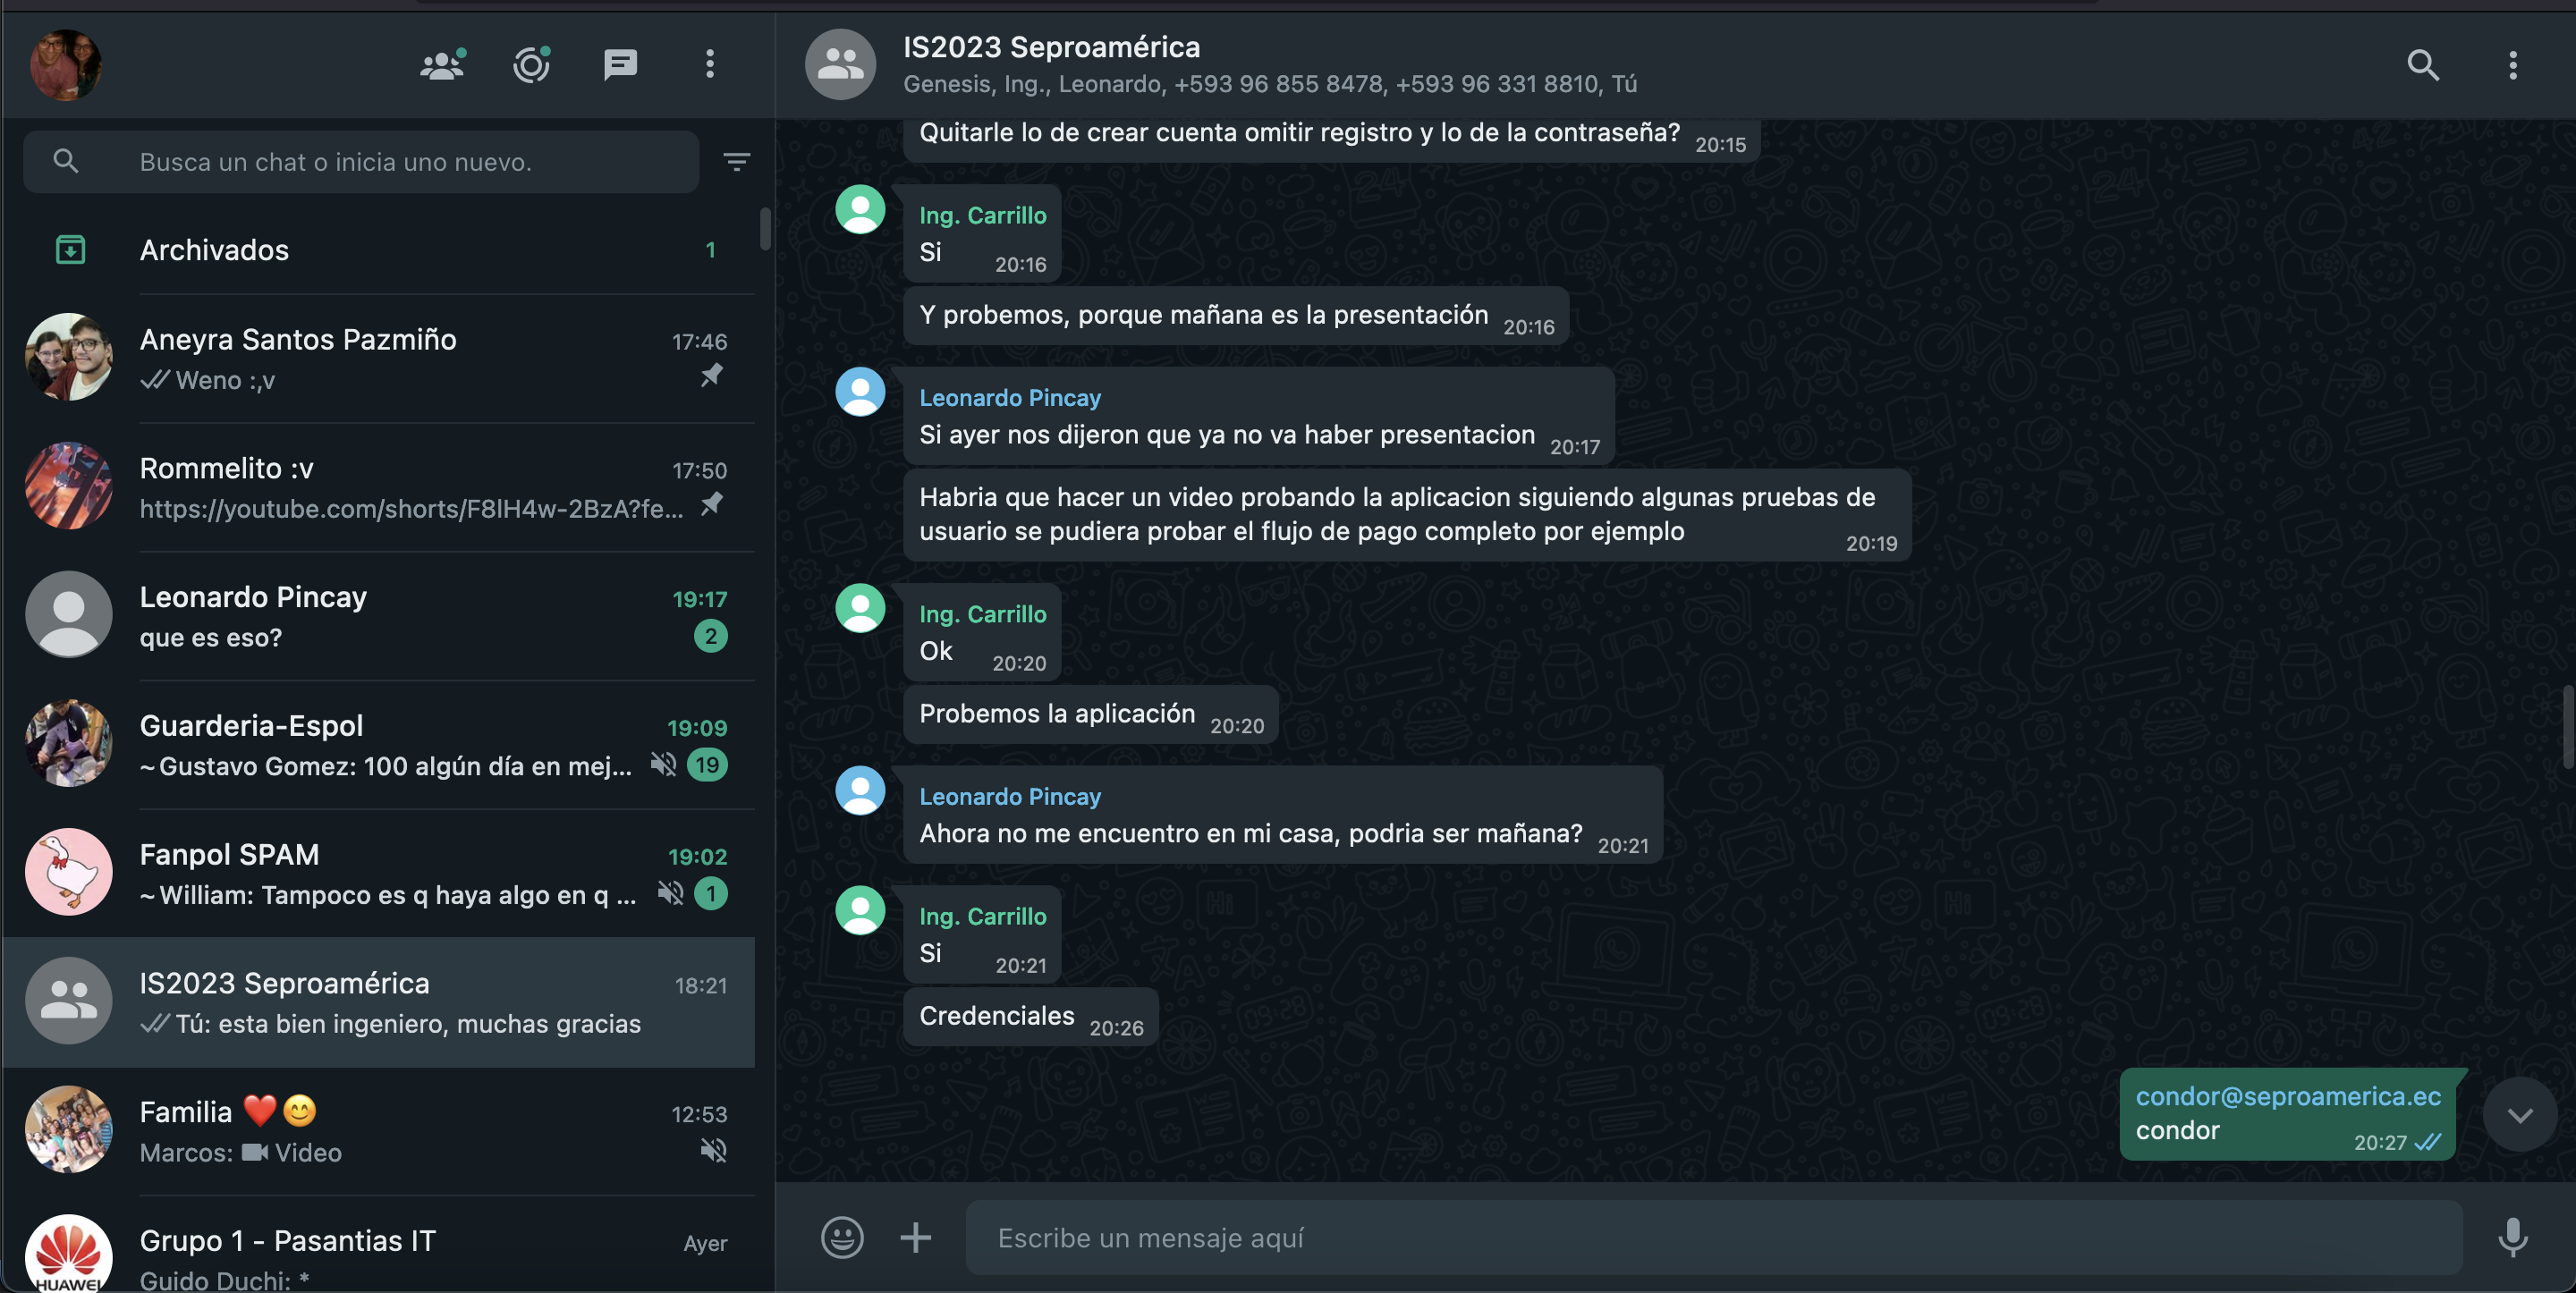 Busca un chat o inicia uno nuevo.
Archivados
1
Aneyra Santos Pazmiño
17:46
Weno :,v
Rommelito :v
17:50
https://youtube.com/shorts/F8lH4w-2BzA?fe...
Leonardo Pincay
19:17
que es eso?
2
Guarderia-Espol
19:09
~ Gustavo Gomez: 100 algún día en mej...
19
Fanpol SPAM
19:02
~ William: Tampoco es q haya algo en q ...
1
IS2023 Seproamérica
18:21
Tú: esta bien ingeniero, muchas gracias
Familia ❤️😊
12:53
Marcos: Video
Grupo 1 - Pasantias IT
Ayer
Guido Duchi: *
HUAWEI
IS2023 Seproamérica
Genesis, Ing., Leonardo, +593 96 855 8478, +593 96 331 8810, Tú
Quitarle lo de crear cuenta omitir registro y lo de la contraseña?
20:15
Ing. Carrillo
Si
20:16
Y probemos, porque mañana es la presentación
20:16
Leonardo Pincay
Si ayer nos dijeron que ya no va haber presentacion
20:17
Habria que hacer un video probando la aplicacion siguiendo algunas pruebas de
usuario se pudiera probar el flujo de pago completo por ejemplo
20:19
Ing. Carrillo
Ok
20:20
Probemos la aplicación
20:20
Leonardo Pincay
Ahora no me encuentro en mi casa, podria ser mañana?
20:21
Ing. Carrillo
Si
20:21
Credenciales
20:26
condor@seproamerica.ec
condor
20:27
Escribe un mensaje aquí